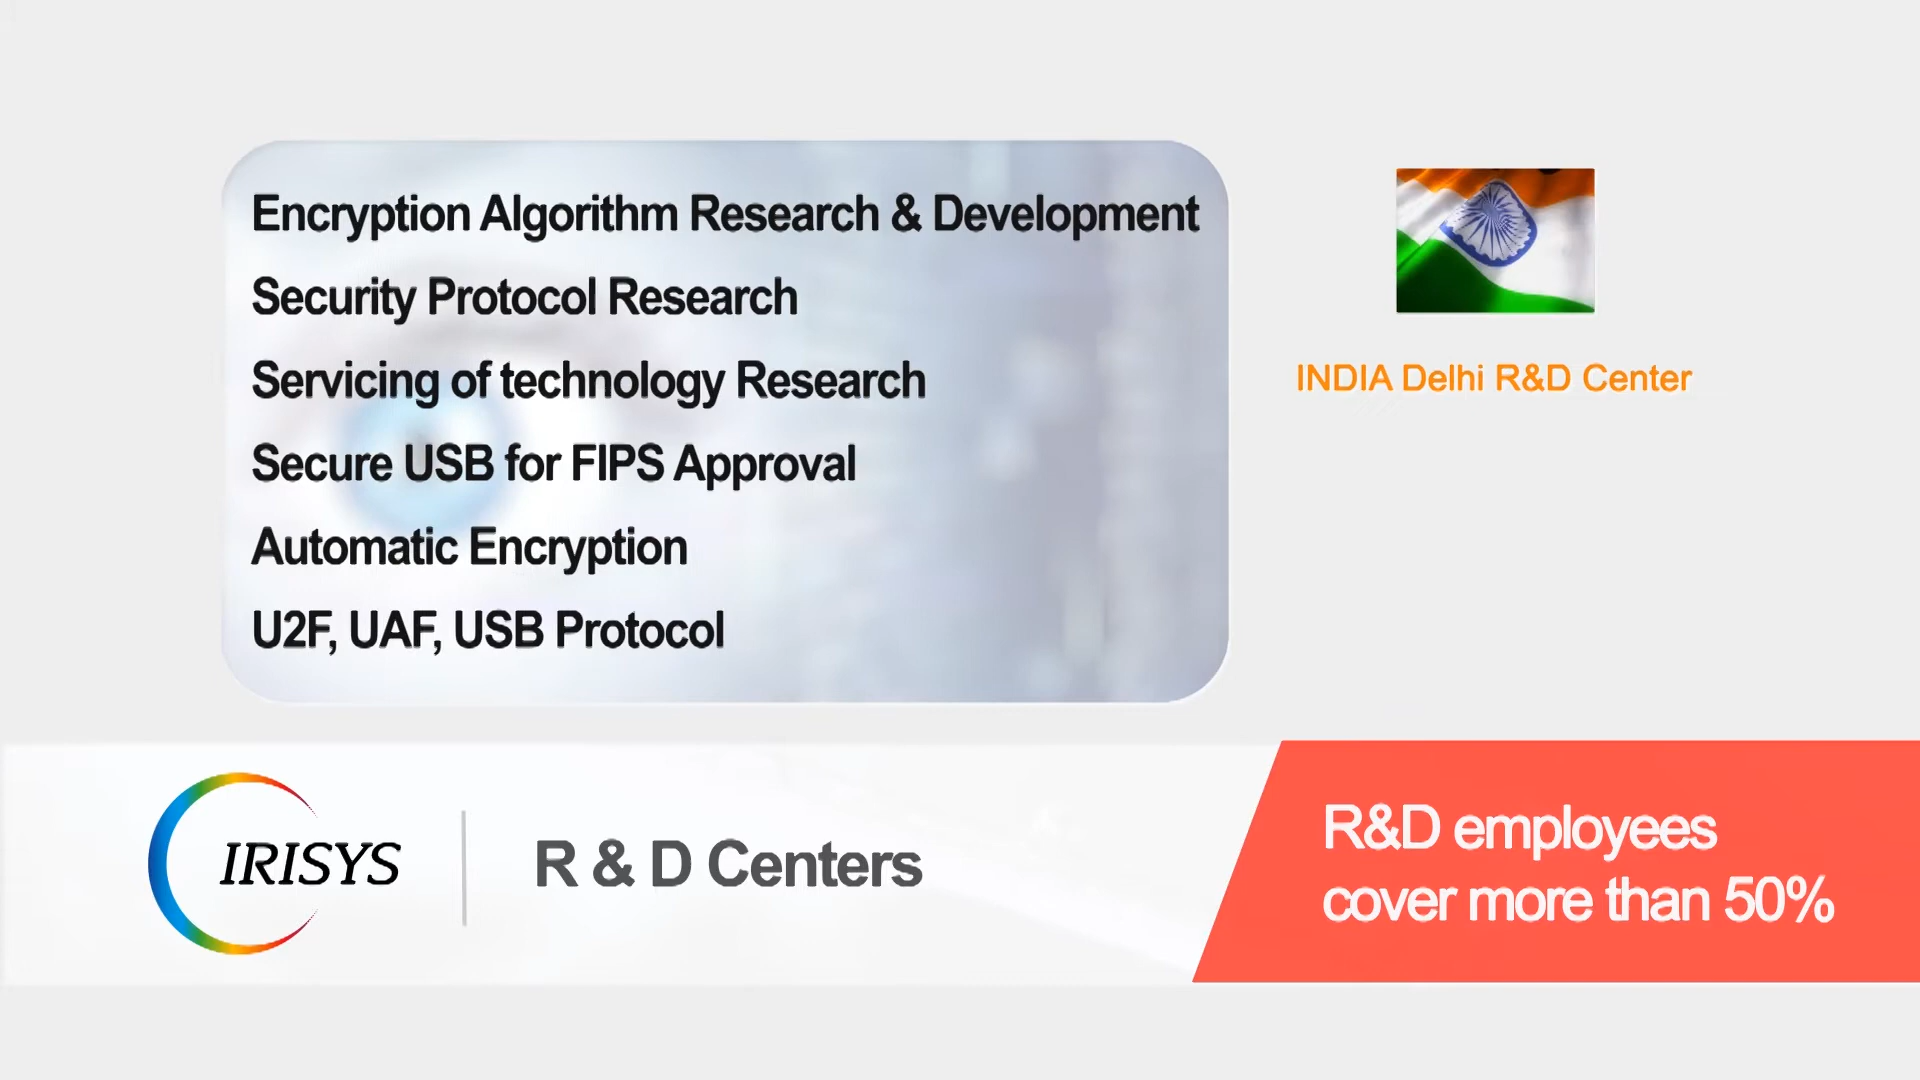 Encryption Algorithm Research & Development
Security Protocol Research
Servicing of technology Research
Secure USB for FIPS Approval
Automatic Encryption
U2F, UAF, USB Protocol
INDIA Delhi R&D Center
IRISYS
R & D Centers
R&D employees
cover more than 50%